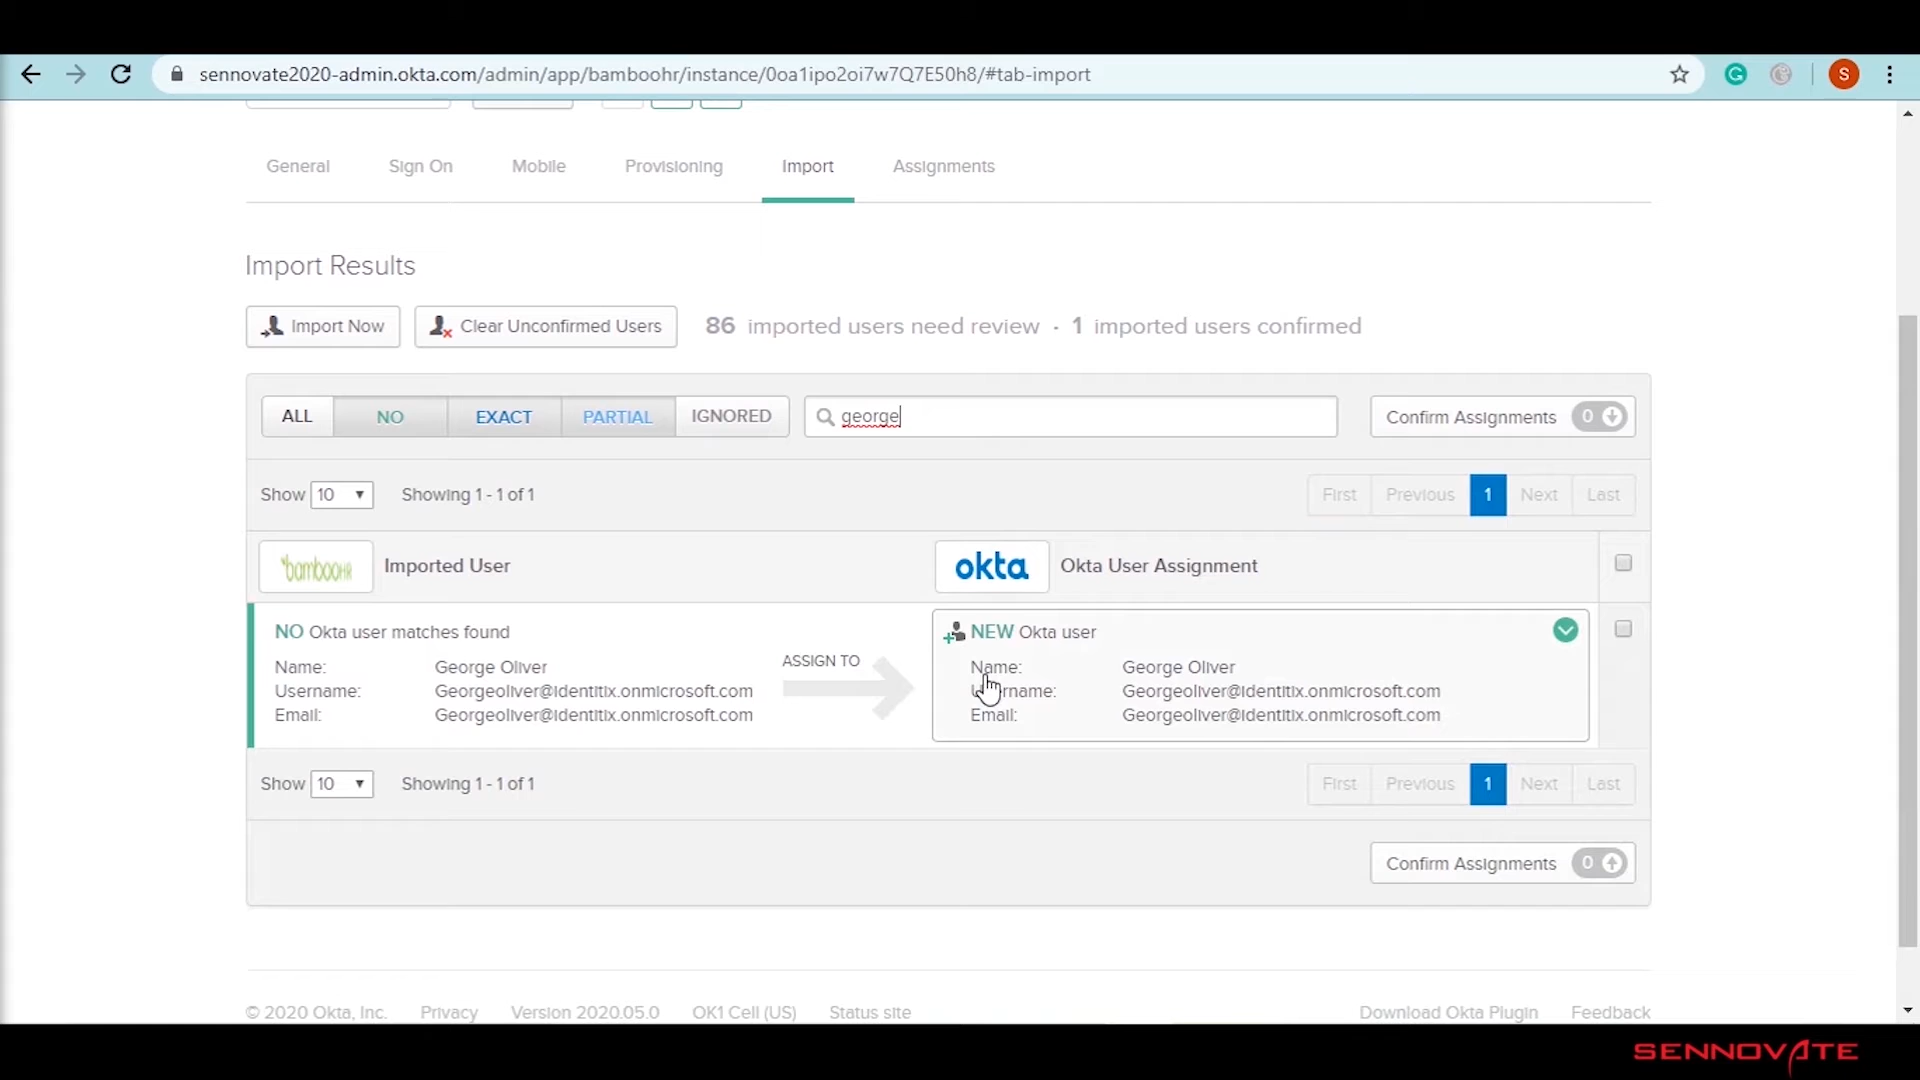 sennovate2020-admin.okta.com/admin/app/bamboohr/instance/0oa1ipo2oi7w7Q7E50h8/#tab-import
S
General Sign On Mobile Provisioning Import Assignments
Import Results
Import Now Clear Unconfirmed Users 86 imported users need review · 1 imported users confirmed
ALL NO EXACT PARTIAL IGNORED george Confirm Assignments 0
Show 10 Showing 1 - 1 of 1 First Previous 1 Next Last
bambooHR Imported User okta Okta User Assignment
NO Okta user matches found ASSIGN TO NEW Okta user
Name: George Oliver Name: George Oliver
Username: Georgeoliver@identitix.onmicrosoft.com Username: Georgeoliver@identitix.onmicrosoft.com
Email: Georgeoliver@identitix.onmicrosoft.com Email: Georgeoliver@identitix.onmicrosoft.com
Show 10 Showing 1 - 1 of 1 First Previous 1 Next Last
Confirm Assignments 0
© 2020 Okta, Inc. Privacy Version 2020.05.0 OK1 Cell (US) Status site Download Okta Plugin Feedback
SENNOVATE